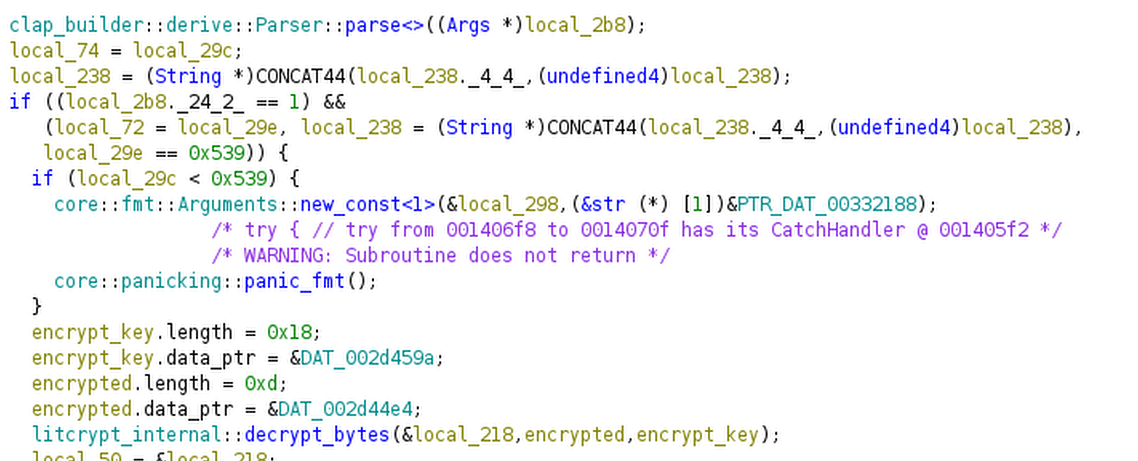 clap_builder::derive::Parser::parse<>((Args *)local_2b8);
local_74 = local_29c;
local_238 = (String *)CONCAT44(local_238._4_4_,(undefined4)local_238);
if ((local_2b8._24_2_ == 1) &&
(local_72 = local_29e, local_238 = (String *)CONCAT44(local_238._4_4_,(undefined4)local_238),
local_29e == 0x539)) {
if (local_29c < 0x539) {
core::fmt::Arguments::new_const<1>(&local_298,(&str (*) [1])&PTR_DAT_00332188);
/* try { // try from 001406f8 to 0014070f has its CatchHandler @ 001405f2 */
/* WARNING: Subroutine does not return */
core::panicking::panic_fmt();
}
encrypt_key.length = 0x18;
encrypt_key.data_ptr = &DAT_002d459a;
encrypted.length = 0xd;
encrypted.data_ptr = &DAT_002d44e4;
litcrypt_internal::decrypt_bytes(&local_218,encrypted,encrypt_key);
local_50 = &local_218;